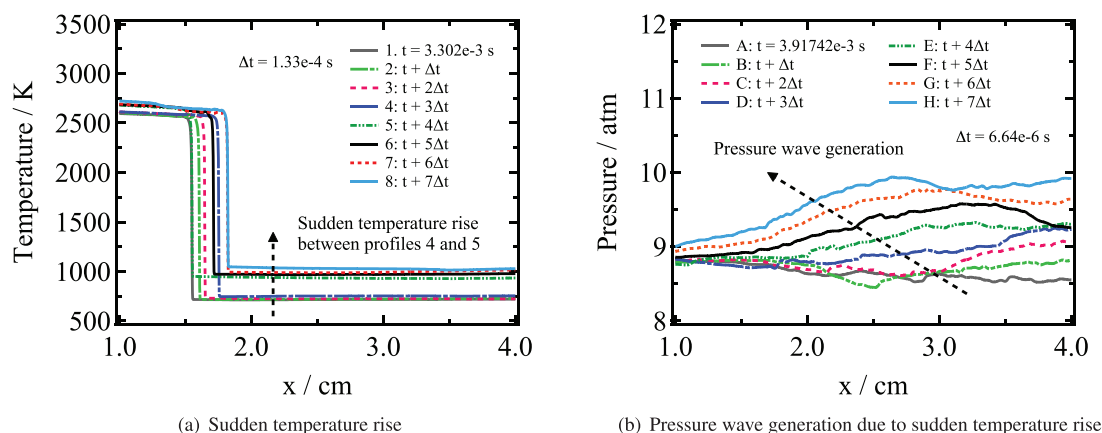 3500
3000
2500
2000
1500
1000
500
Temperature / K
Δt = 1.33e-4 s
1. t = 3.302e-3 s
2: t + Δt
3: t + 2Δt
4: t + 3Δt
5: t + 4Δt
6: t + 5Δt
7: t + 6Δt
8: t + 7Δt
Sudden temperature rise
between profiles 4 and 5
1.0 2.0 3.0 4.0
x / cm
(a) Sudden temperature rise
12
11
10
9
8
Pressure / atm
A: t = 3.91742e-3 s
B: t + Δt
C: t + 2Δt
D: t + 3Δt
E: t + 4Δt
F: t + 5Δt
G: t + 6Δt
H: t + 7Δt
Δt = 6.64e-6 s
Pressure wave generation
1.0 2.0 3.0 4.0
x / cm
(b) Pressure wave generation due to sudden temperature rise